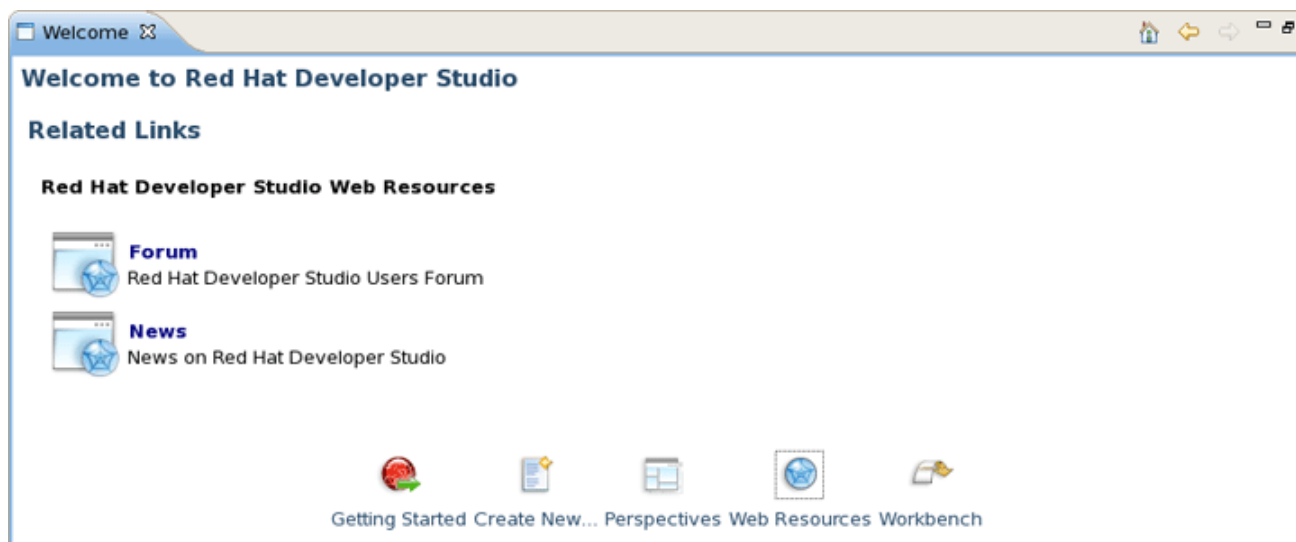 Welcome
Welcome to Red Hat Developer Studio
Related Links
Red Hat Developer Studio Web Resources
Forum
Red Hat Developer Studio Users Forum
News
News on Red Hat Developer Studio
Getting Started Create New... Perspectives Web Resources Workbench